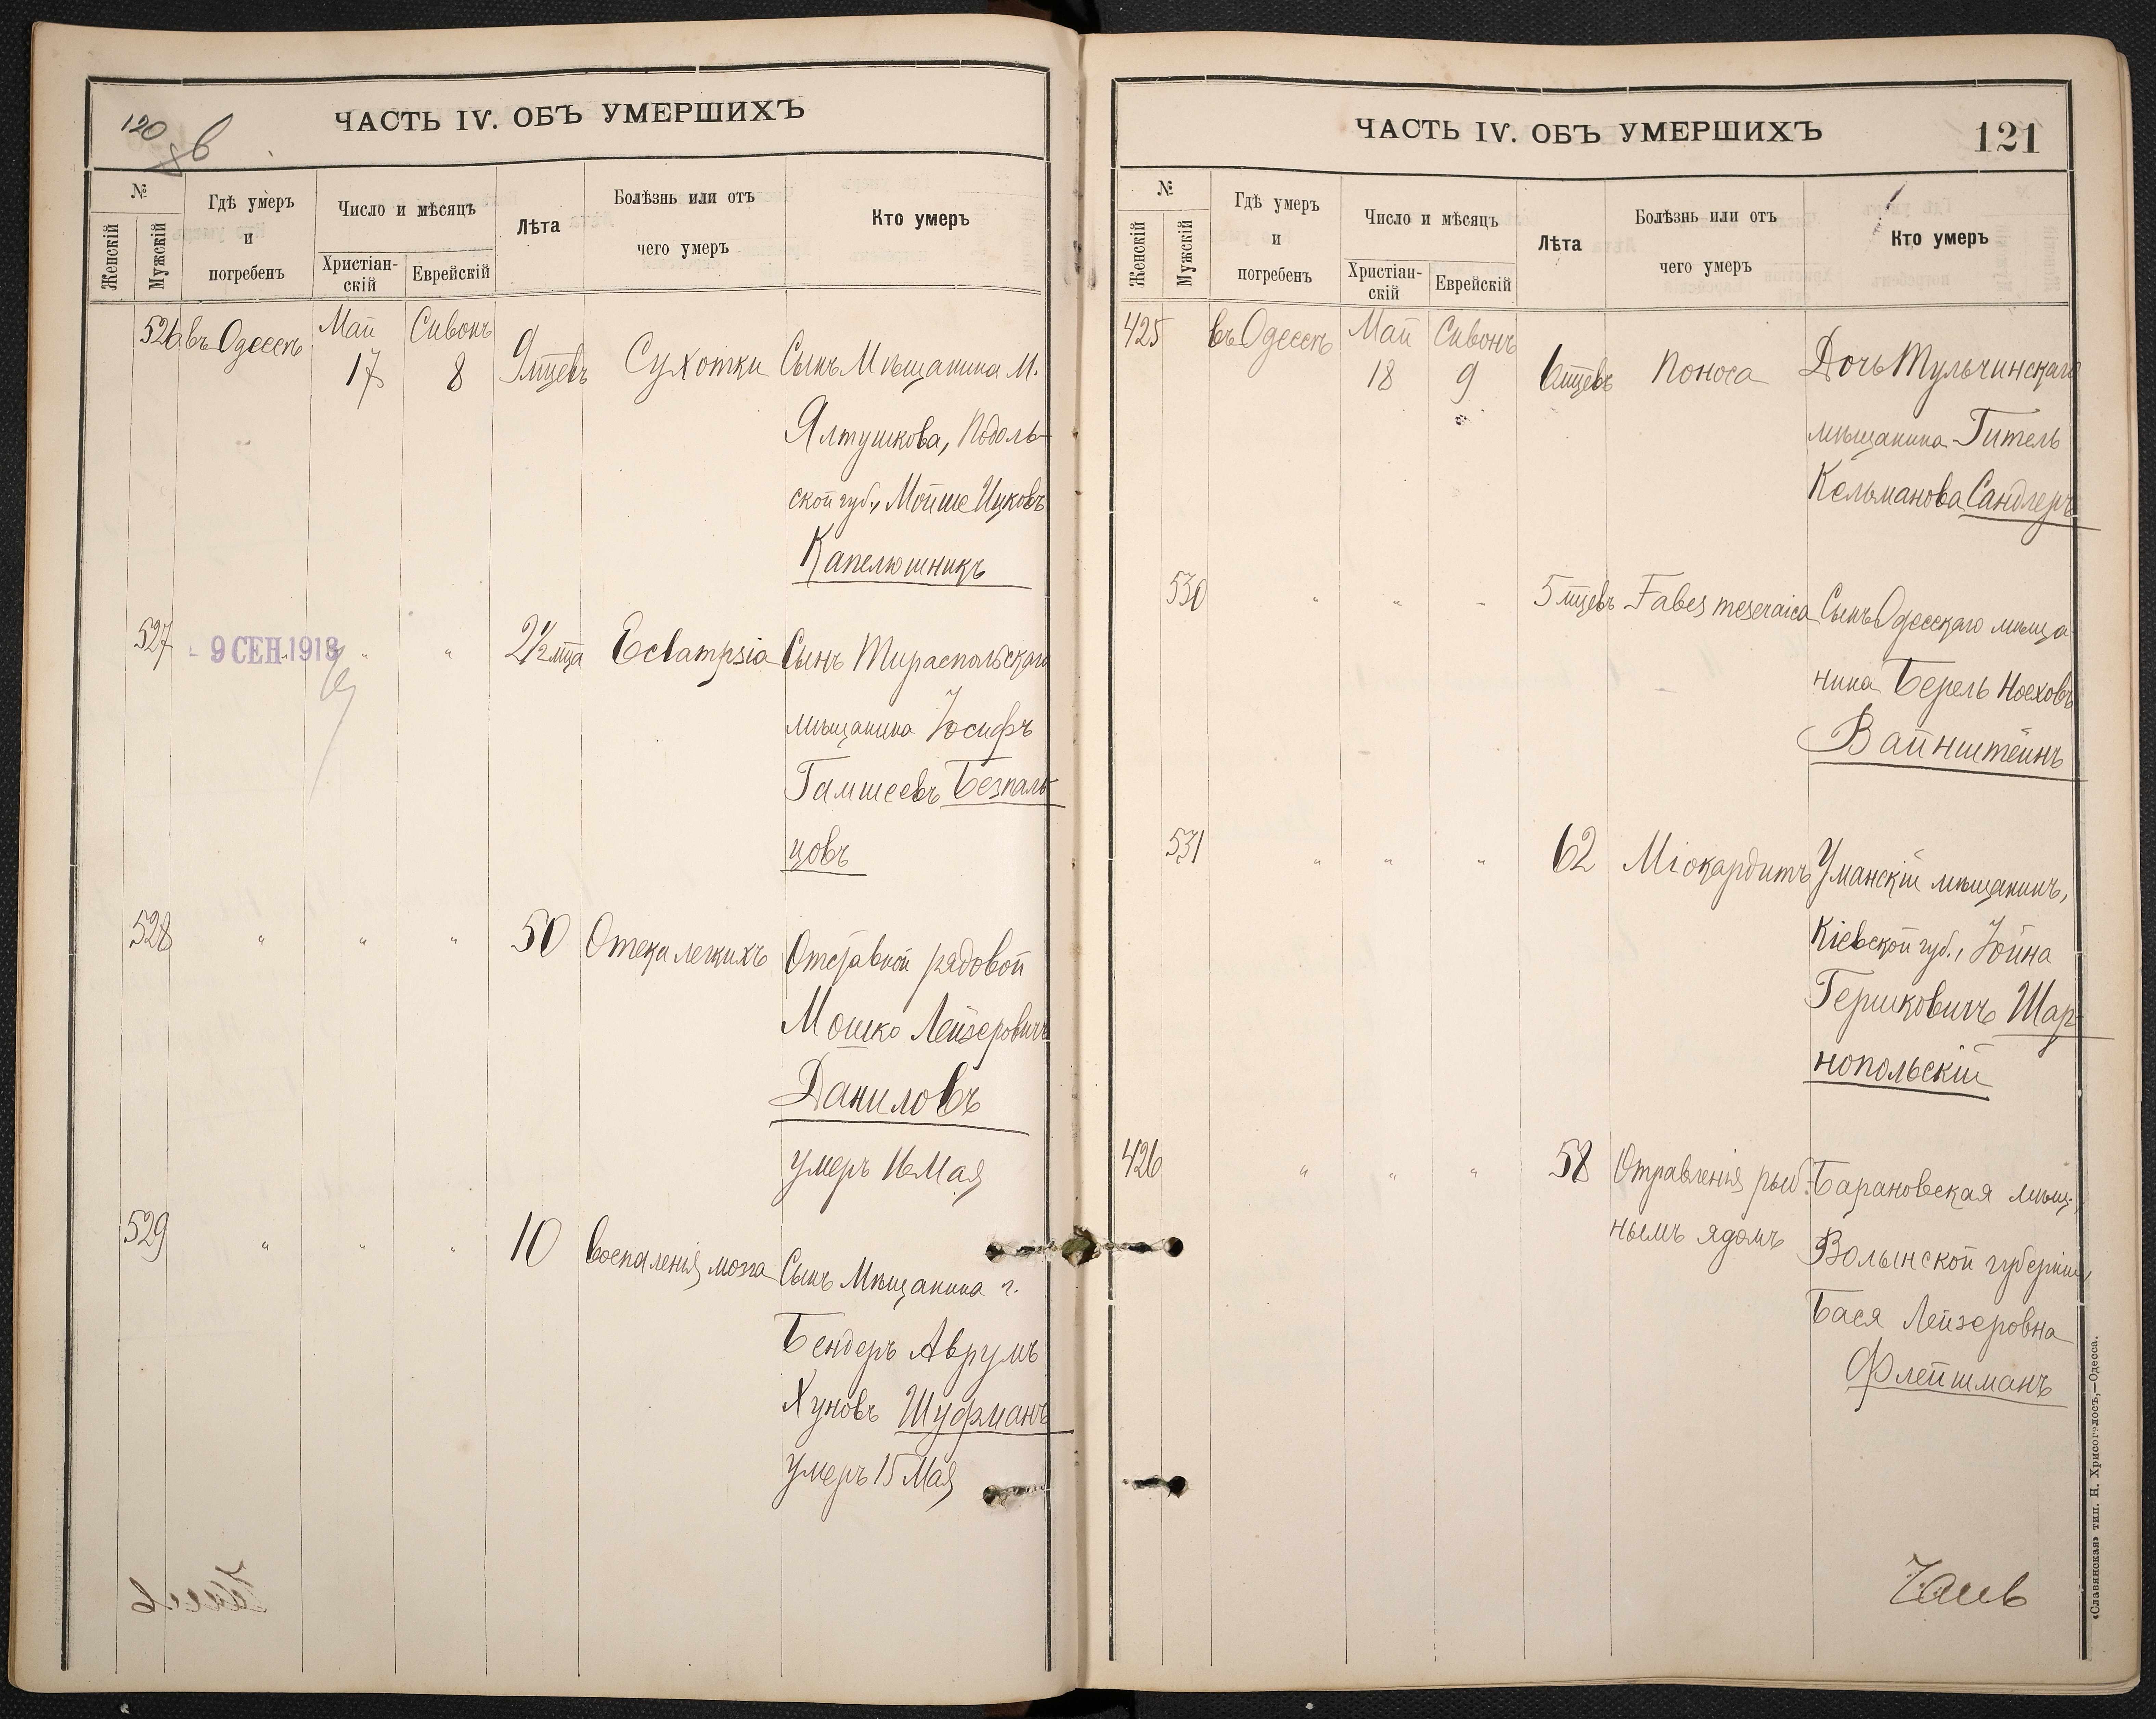 120
ЧАСТЬ IV. ОБЪ УМЕРШИХЪ
№
Женскій
Мужскій
Гдѣ умеръ
и
погребенъ
Число и мѣсяцъ
Христіан-
скій
Еврейскій
Лѣта
Болѣзнь или отъ
чего умеръ
Кто умеръ
526 въ Одессѣ Май Сивонъ
17 8 9 мцевъ Сухотки Сынъ Мѣщанина М.
Ялтушкова, Подоль-
ской губ., Мойше Ицковъ
Капелюшникъ
527 - 9 СЕН. 1913 " " 2 1/2 мца Eclampsia Сынъ Тираспольскаго
мѣщанина Іосифъ
Гамшеевъ Безпаль-
цовъ
528 " " " 50 Отека легкихъ Отставной рядовой
Мошко Лейзеровичъ
Даниловъ
умеръ 16 Мая
529 " " " 10 Воспаленія мозга Сынъ Мѣщанина г.
Бендеръ Аврумъ
Хуновъ Шуфманъ
умеръ 15 Мая
ЧАСТЬ IV. ОБЪ УМЕРШИХЪ
121
№
Женскій
Мужскій
Гдѣ умеръ
и
погребенъ
Число и мѣсяцъ
Христіан-
скій
Еврейскій
Лѣта
Болѣзнь или отъ
чего умеръ
Кто умеръ
425 въ Одессѣ Май Сивонъ
18 9 6 мцевъ Поноса Дочь Тульчинскаго
мѣщанина Гитель
Кельманова Сандлеръ
530 " " " 5 мцевъ Tabes meseraica Сынъ Одесскаго мѣща-
нина Берель Ноеховъ
Вайнштейнъ
531 " " " 62 Міокардитъ Уманскій мѣщанинъ,
Кіевской губ., Іойна
Гершковичъ Шар-
нопольскій
426 " " " 58 Отравленія рыб- Барановская мѣщ.,
нымъ ядомъ Волынской губерніи
Бася Лейзеровна
Флейшманъ
«Славянская» тип. Н. Хрисогелосъ,—Одесса.